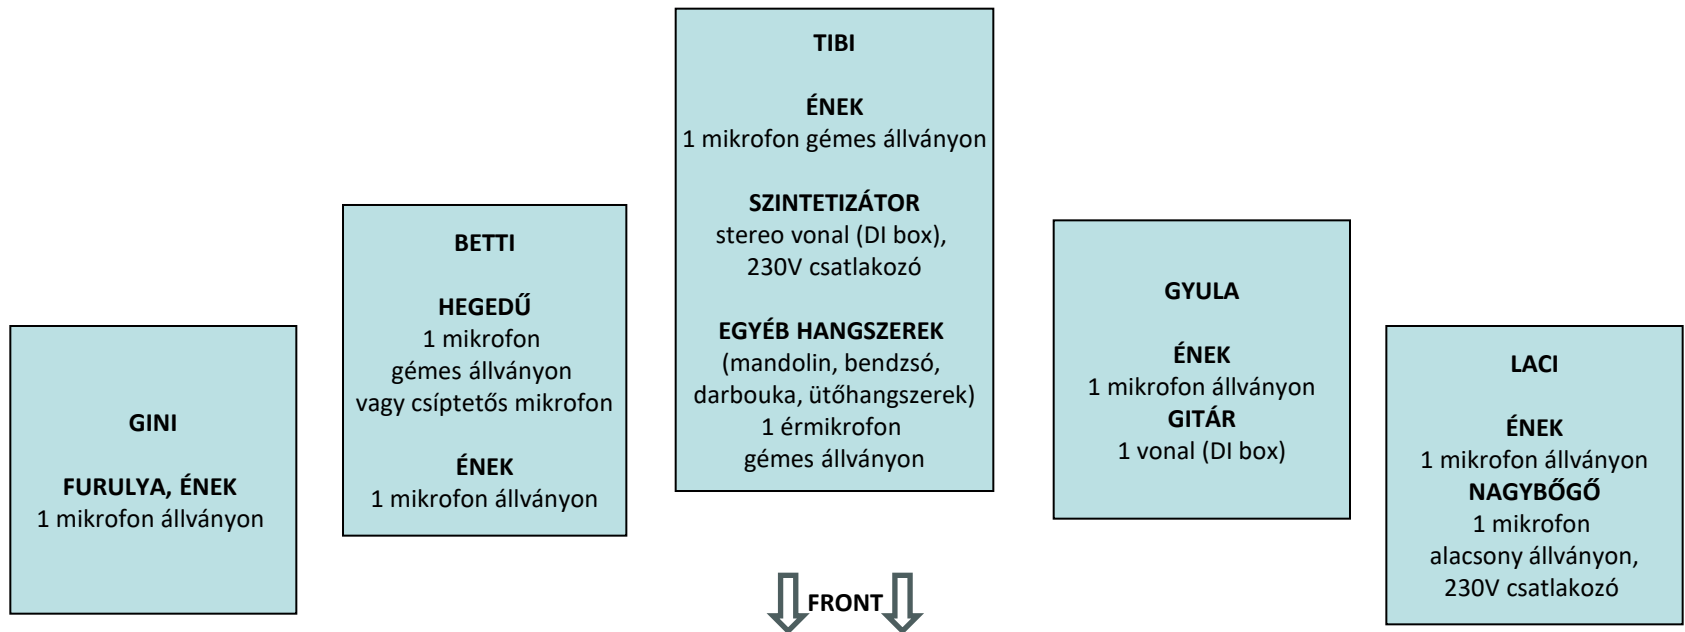 TIBI
ÉNEK
1 mikrofon gémes állványon
SZINTETIZÁTOR
stereo vonal (DI box),
230V csatlakozó
EGYÉB HANGSZEREK
(mandolin, bendzsó,
darbouka, ütőhangszerek)
1 érmikrofon
gémes állványon
BETTI
HEGEDŰ
1 mikrofon
gémes állványon
vagy csíptetős mikrofon
ÉNEK
1 mikrofon állványon
GYULA
ÉNEK
1 mikrofon állványon
GITÁR
1 vonal (DI box)
GINI
FURULYA, ÉNEK
1 mikrofon állványon
LACI
ÉNEK
1 mikrofon állványon
NAGYBŐGŐ
1 mikrofon
alacsony állványon,
230V csatlakozó
FRONT